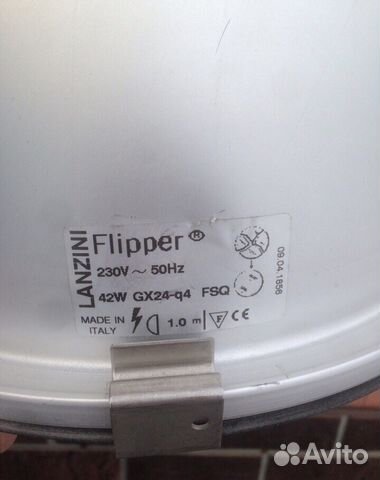 LANZINI
Flipper®
230V ~ 50Hz
42W GX24-q4 FSQ
MADE IN
ITALY
1.0 m
F
CE
09.04.1856
Avito